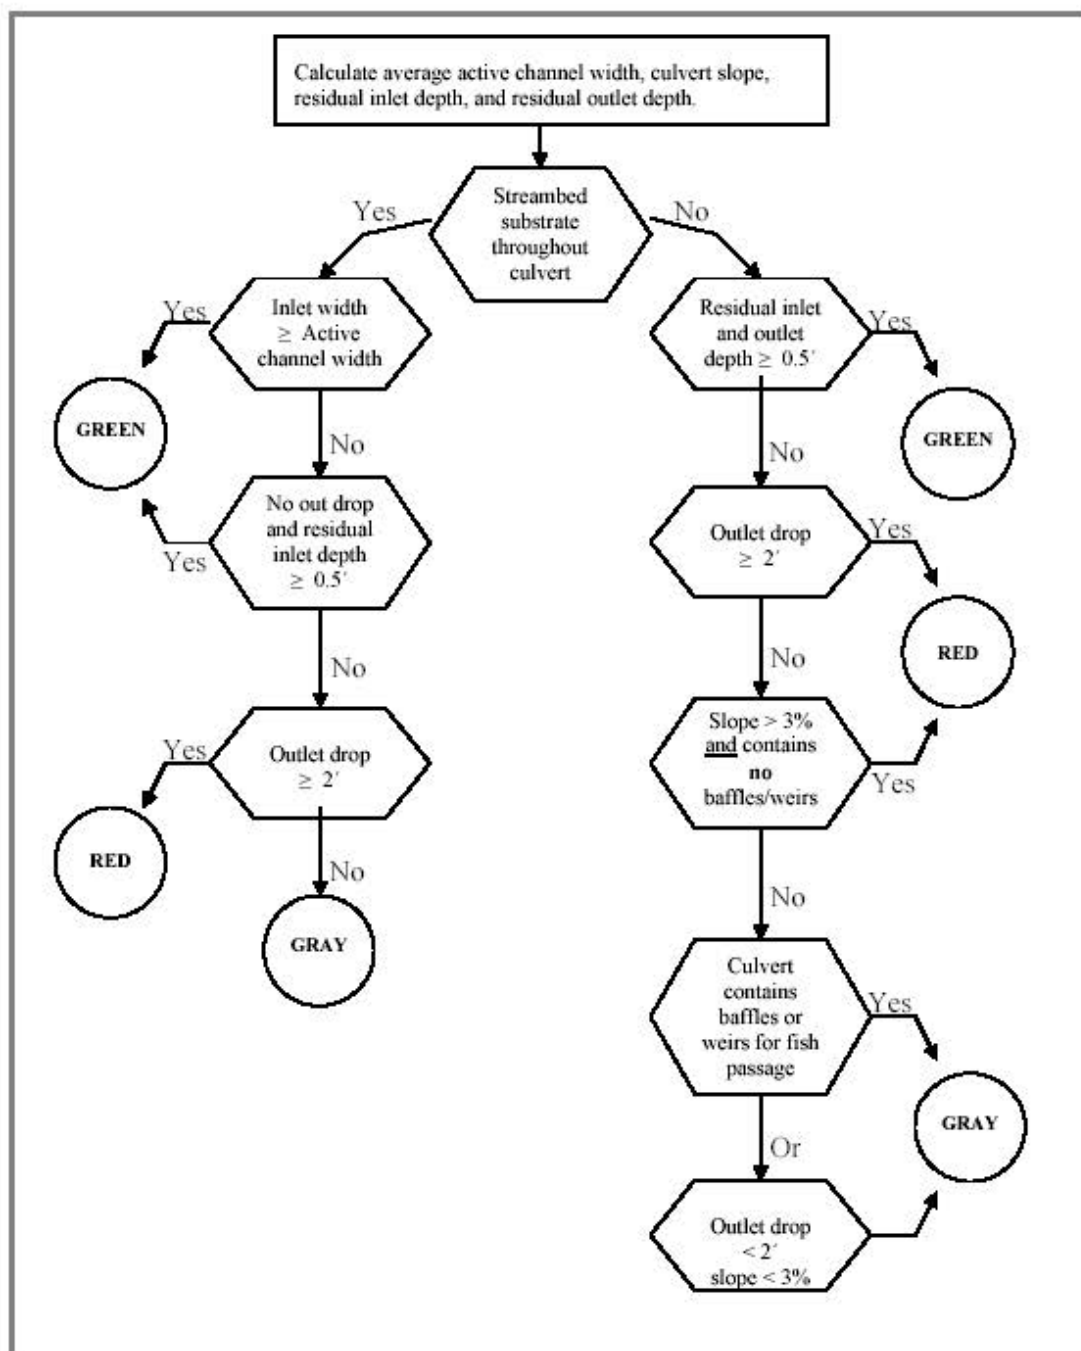 Calculate average active channel width, culvert slope,
residual inlet depth, and residual outlet depth.
Streambed
substrate
throughout
culvert
Yes
No
Inlet width
≥ Active
channel width
Yes
Residual inlet
and outlet
depth ≥ 0.5´
Yes
GREEN
GREEN
No
No
No out drop
and residual
inlet depth
≥ 0.5´
Yes
Outlet drop
≥ 2´
Yes
RED
No
No
Outlet drop
≥ 2´
Yes
Slope > 3%
and contains
no
baffles/weirs
Yes
RED
No
GRAY
No
Culvert
contains
baffles or
weirs for fish
passage
Yes
GRAY
Or
Outlet drop
< 2´
slope < 3%